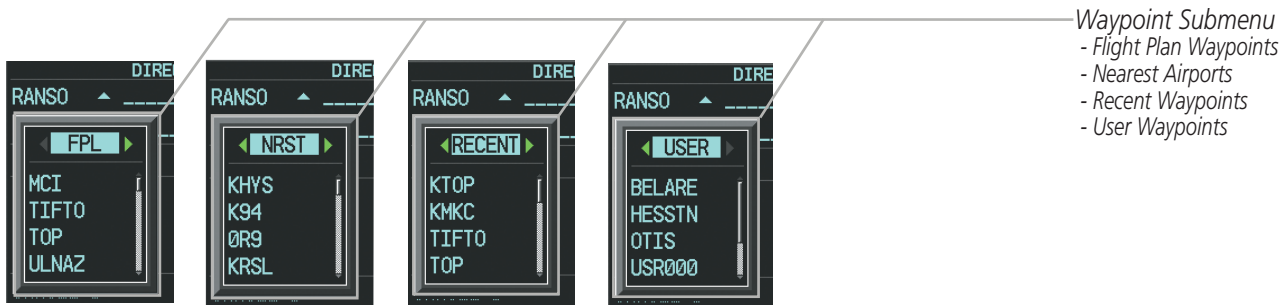 Waypoint Submenu
- Flight Plan Waypoints
- Nearest Airports
- Recent Waypoints
- User Waypoints
DIRE
RANSO
FPL
MCI
TIFTO
TOP
ULNAZ
DIRE
RANSO
NRST
KHYS
K94
0R9
KRSL
DIRE
RANSO
RECENT
KTOP
KMKC
TIFTO
TOP
DIRE
RANSO
USER
BELARE
HESSTN
OTIS
USR000